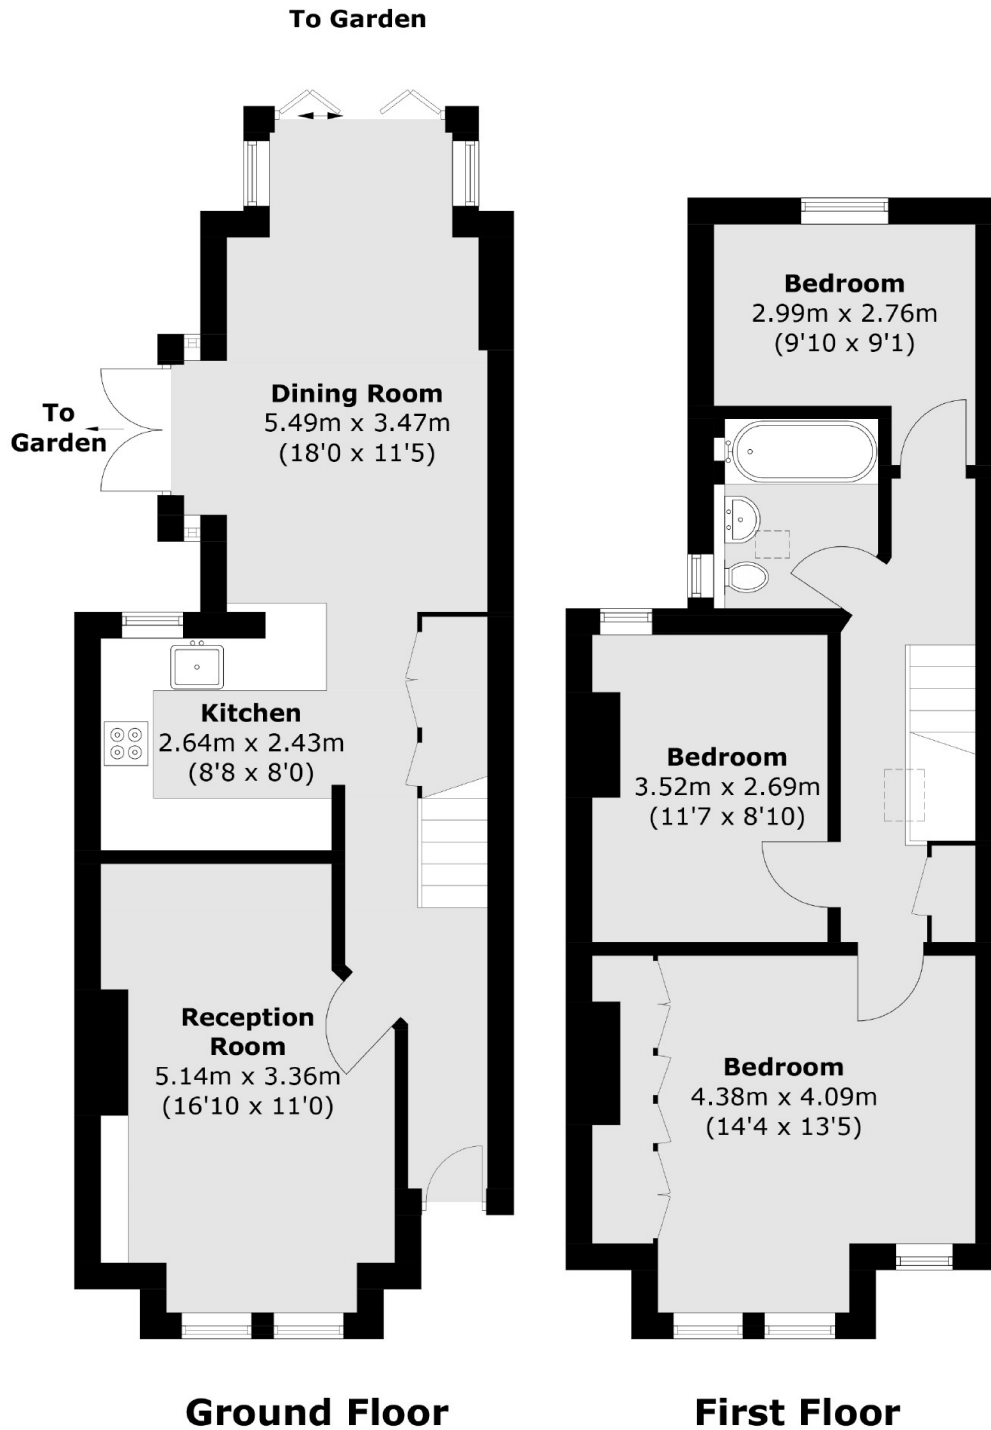 To Garden
Dining Room
5.49m x 3.47m
(18'0 x 11'5)
To
Garden
Kitchen
2.64m x 2.43m
(8'8 x 8'0)
Reception
Room
5.14m x 3.36m
(16'10 x 11'0)
Ground Floor
Bedroom
2.99m x 2.76m
(9'10 x 9'1)
Bedroom
3.52m x 2.69m
(11'7 x 8'10)
Bedroom
4.38m x 4.09m
(14'4 x 13'5)
First Floor